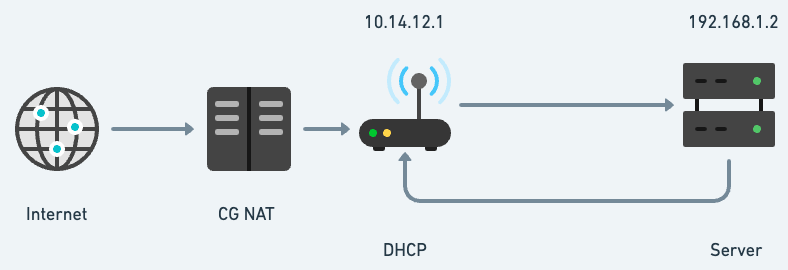 10.14.12.1
192.168.1.2
Internet
CG NAT
DHCP
Server